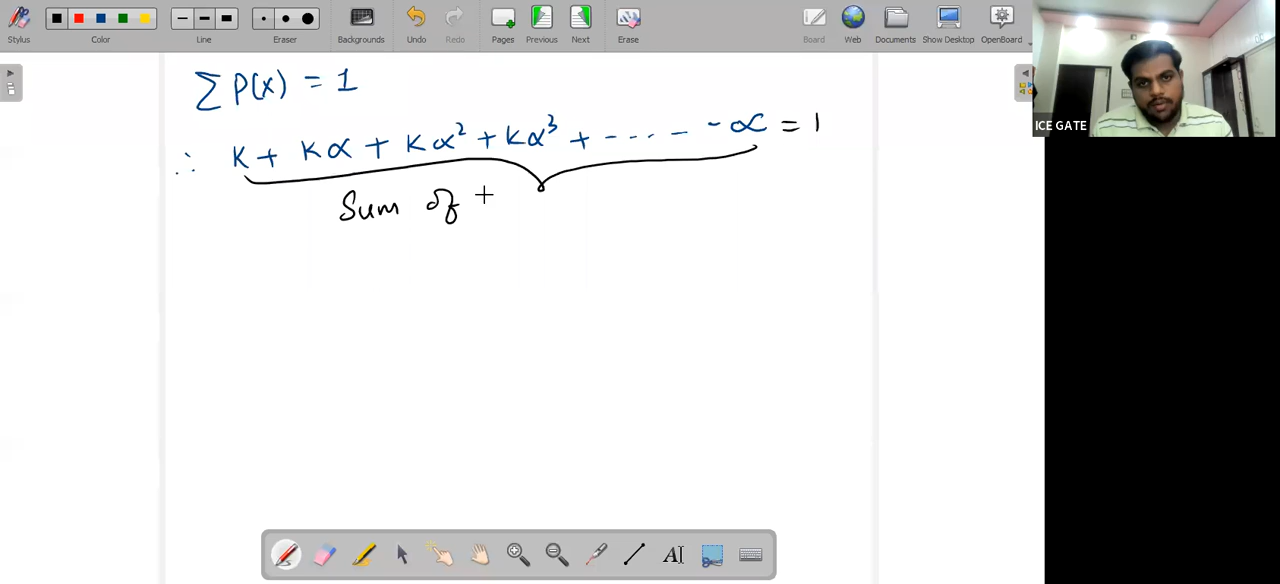 Stylus Color Line Eraser Backgrounds Undo Redo Pages Previous Next Erase Board Web Documents Show Desktop OpenBoard
ICE GATE
∑ P(x) = 1
∴ K + Kα + Kα² + Kα³ + - - - - - - ∝ = 1
Sum of t
AI